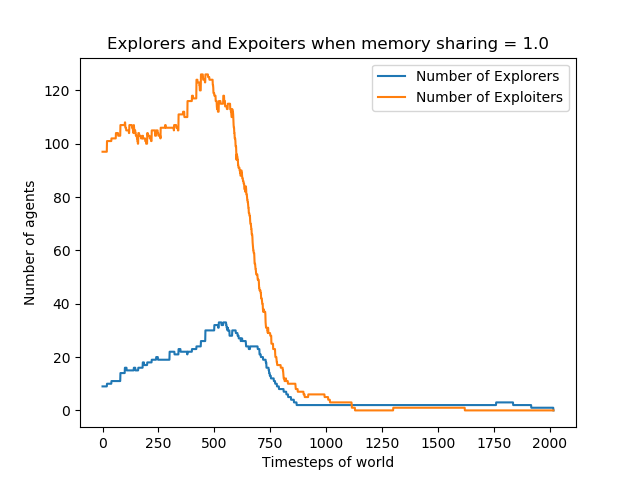 Explorers and Expoiters when memory sharing = 1.0
Number of Explorers
Number of Exploiters
Number of agents
120
100
80
60
40
20
0
0 250 500 750 1000 1250 1500 1750 2000
Timesteps of world